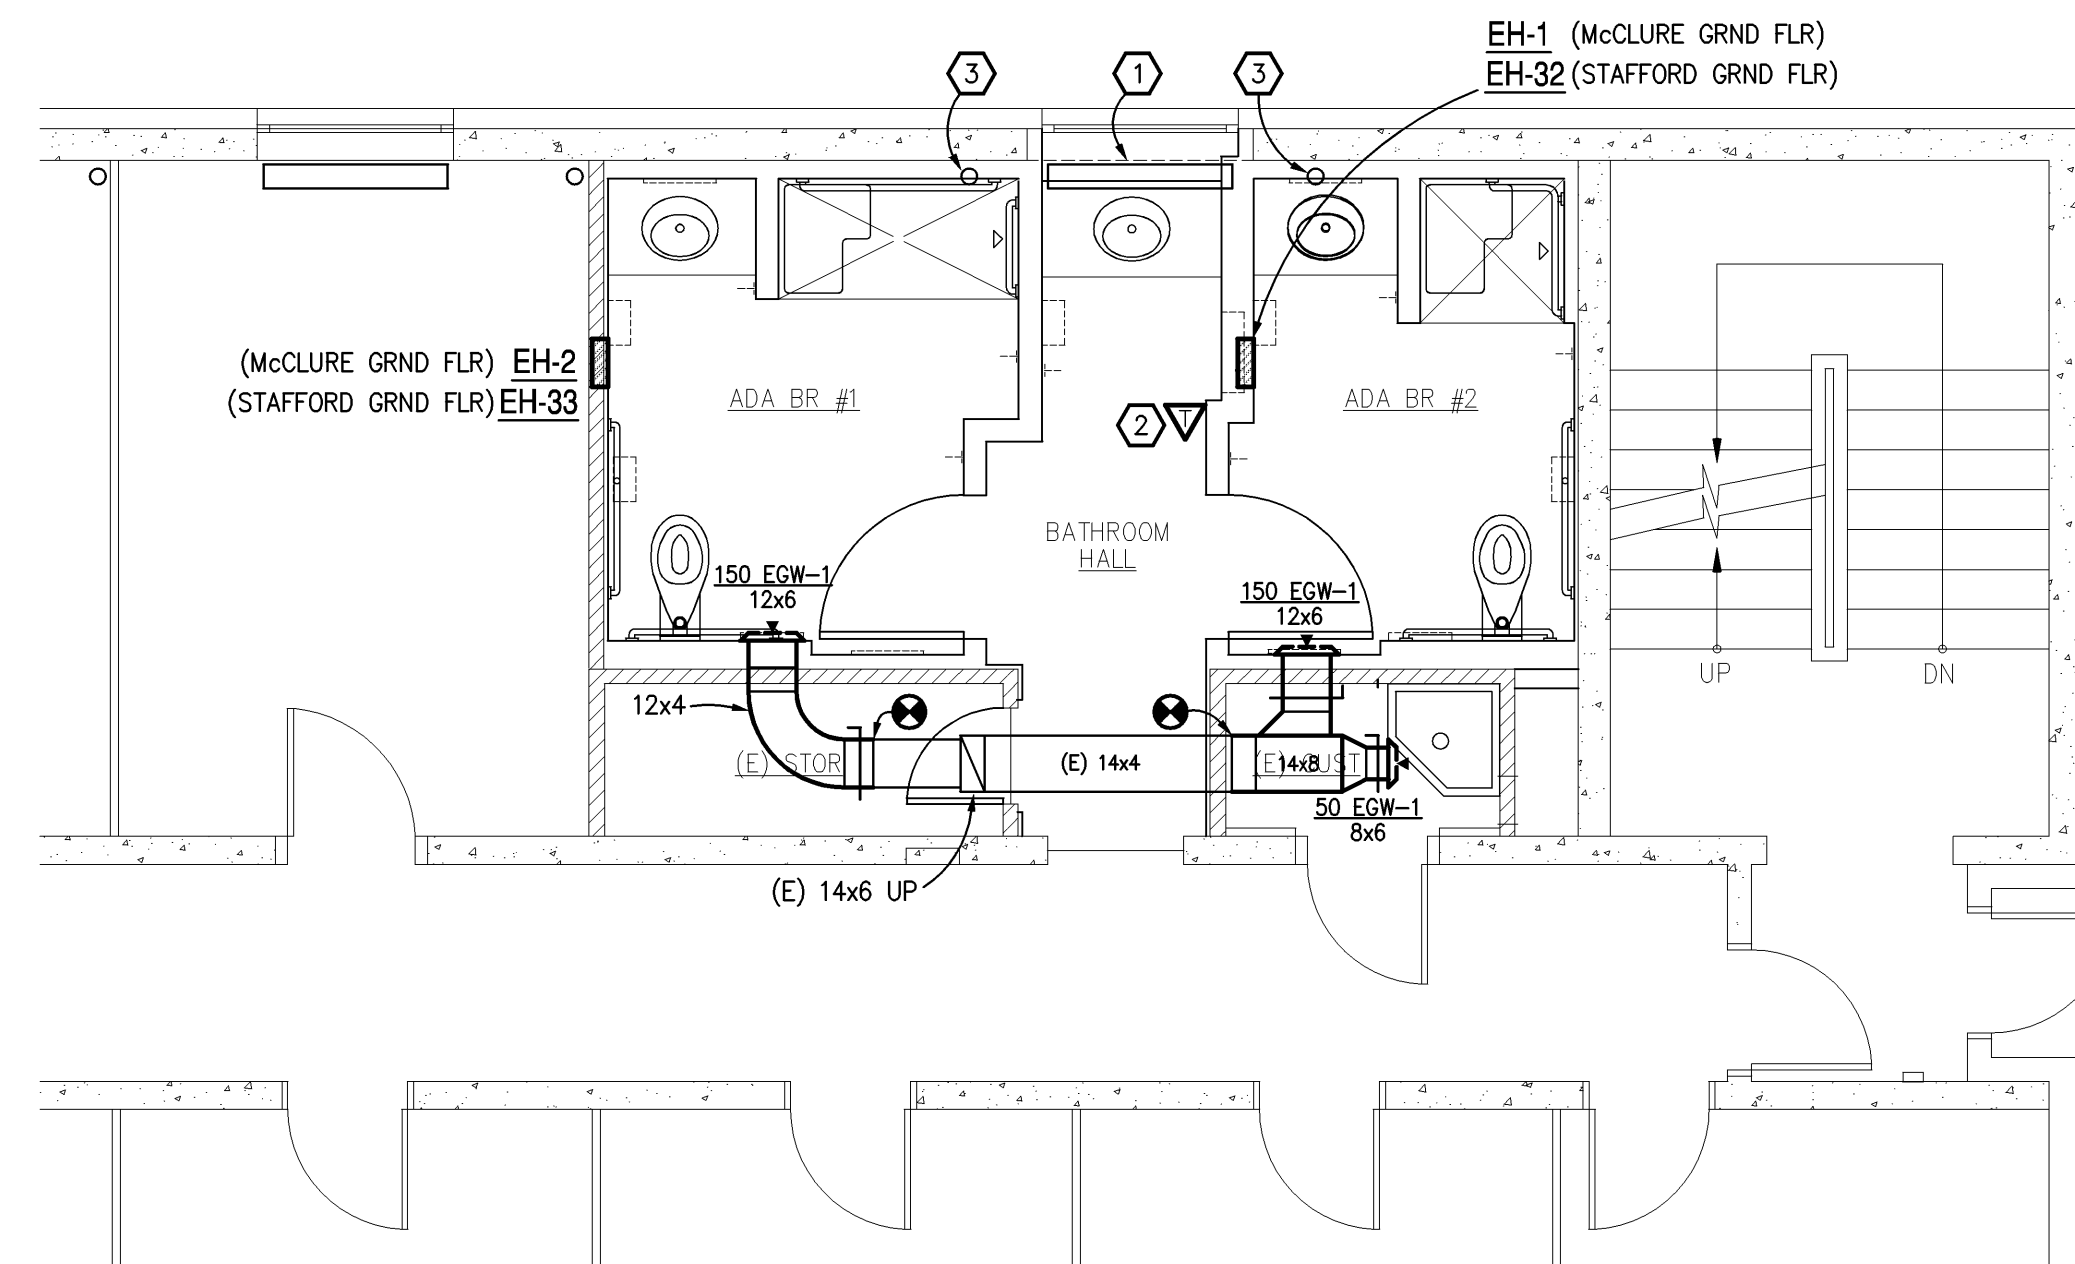 EH-1 (McCLURE GRND FLR)
EH-32 (STAFFORD GRND FLR)
3
1
3
(McCLURE GRND FLR) EH-2
(STAFFORD GRND FLR) EH-33
ADA BR #1
ADA BR #2
2
T
BATHROOM
HALL
150 EGW-1
12x6
150 EGW-1
12x6
UP
DN
12x4
(E) STOR
(E) 14x4
(E) CUST
14x8
50 EGW-1
8x6
(E) 14x6 UP